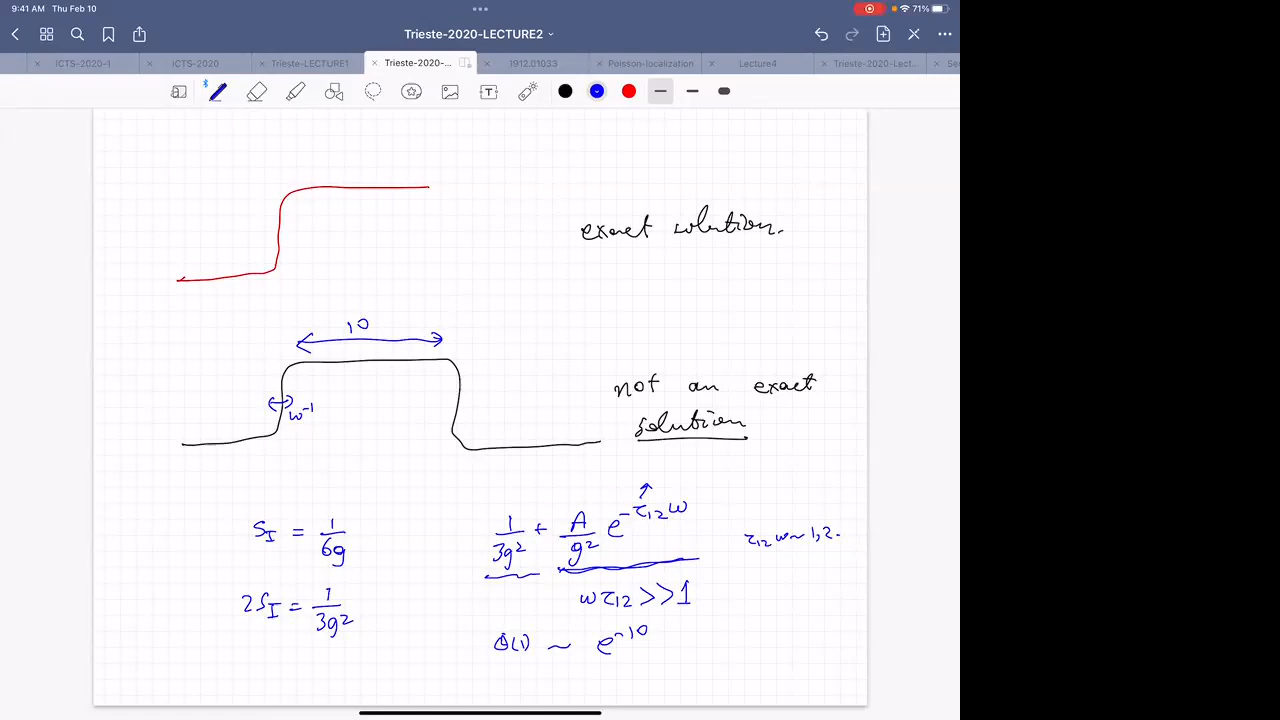 9:41 AM Thu Feb 10
71%
Trieste-2020-LECTURE2
ICTS-2020-1
ICTS-2020
Trieste-LECTURE1
Trieste-2020-...
1912.01033
Poisson-localization
Lecture4
Trieste-2020-Lect...
Se
exact solution.
10
ω⁻¹
not an exact
solution
S_I = 1/6g
1/3g² + A/g² e^{-τ₁₂ω}
τ₁₂ω ~ 1, 2.
2S_I = 1/3g²
ωτ₁₂ >> 1
O(1) ~ e^{-10}